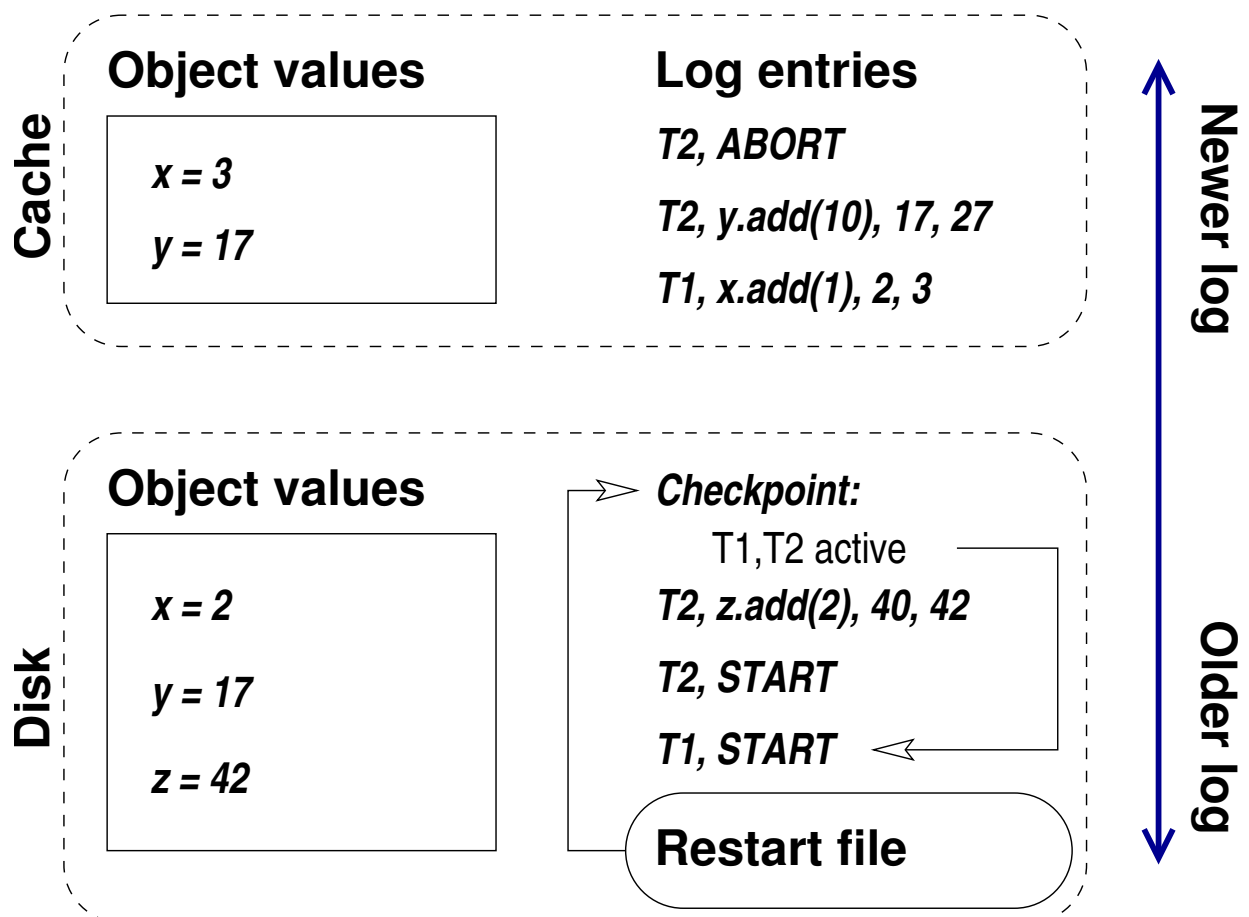 Cache
Object values
x = 3
y = 17
Log entries
T2, ABORT
T2, y.add(10), 17, 27
T1, x.add(1), 2, 3
Newer log
Disk
Object values
x = 2
y = 17
z = 42
Checkpoint:
T1,T2 active
T2, z.add(2), 40, 42
T2, START
T1, START
Restart file
Older log